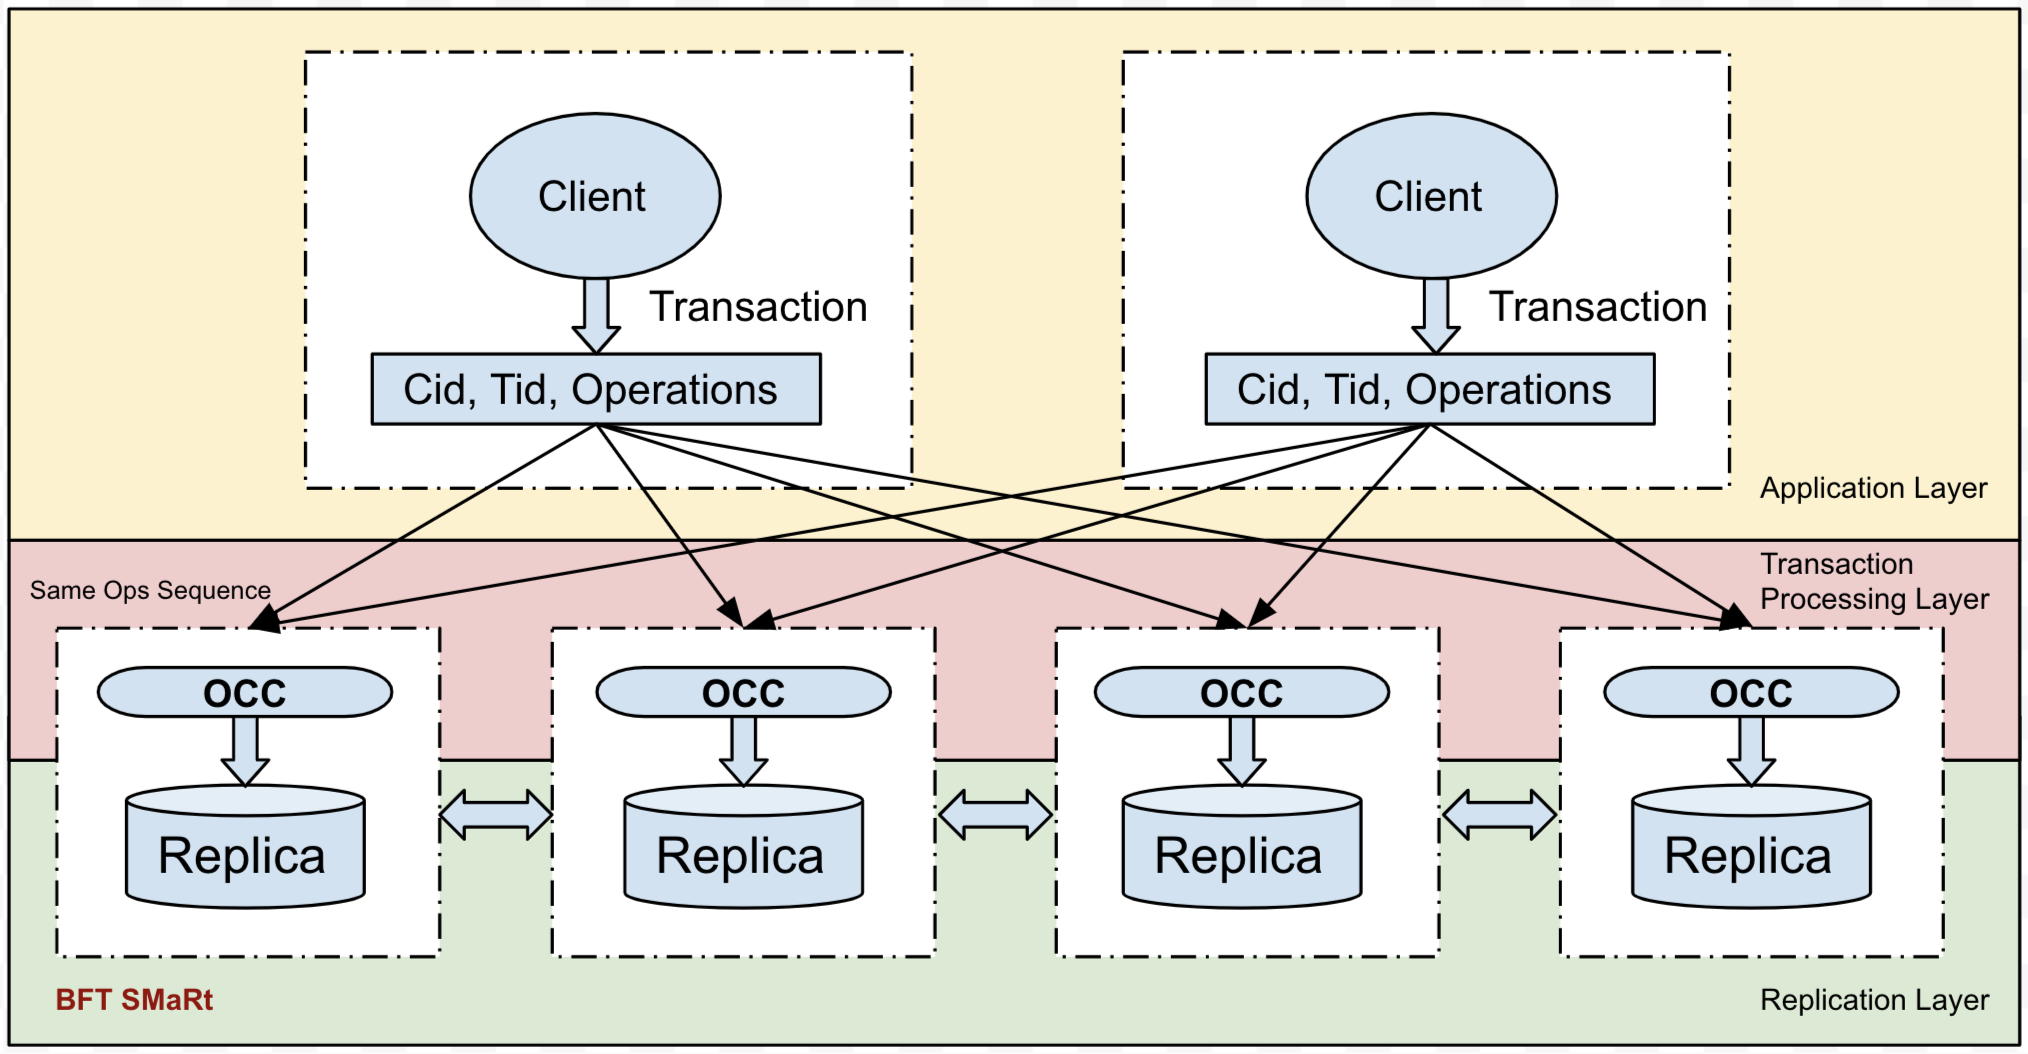 Client
Client
Transaction
Transaction
Cid, Tid, Operations
Cid, Tid, Operations
Application Layer
Transaction
Processing Layer
Same Ops Sequence
OCC
OCC
OCC
OCC
Replica
Replica
Replica
Replica
BFT SMaRt
Replication Layer